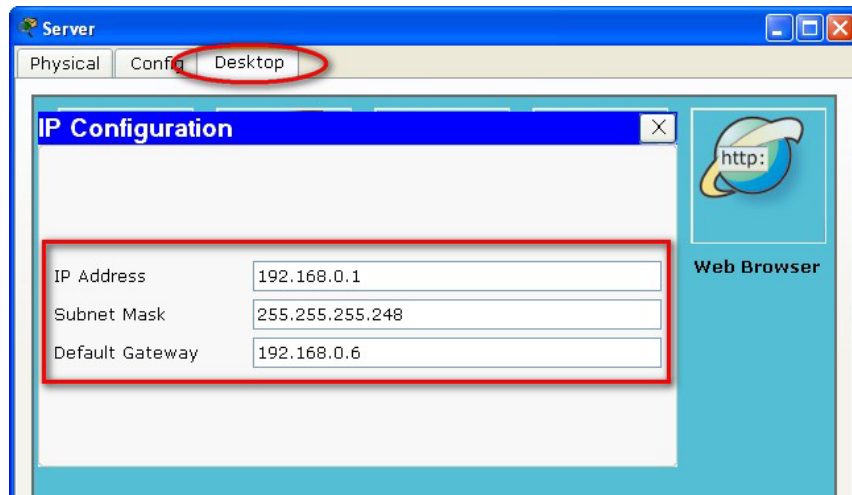 Server
Physical Config Desktop
IP Configuration
http:
Web Browser
IP Address 192.168.0.1
Subnet Mask 255.255.255.248
Default Gateway 192.168.0.6